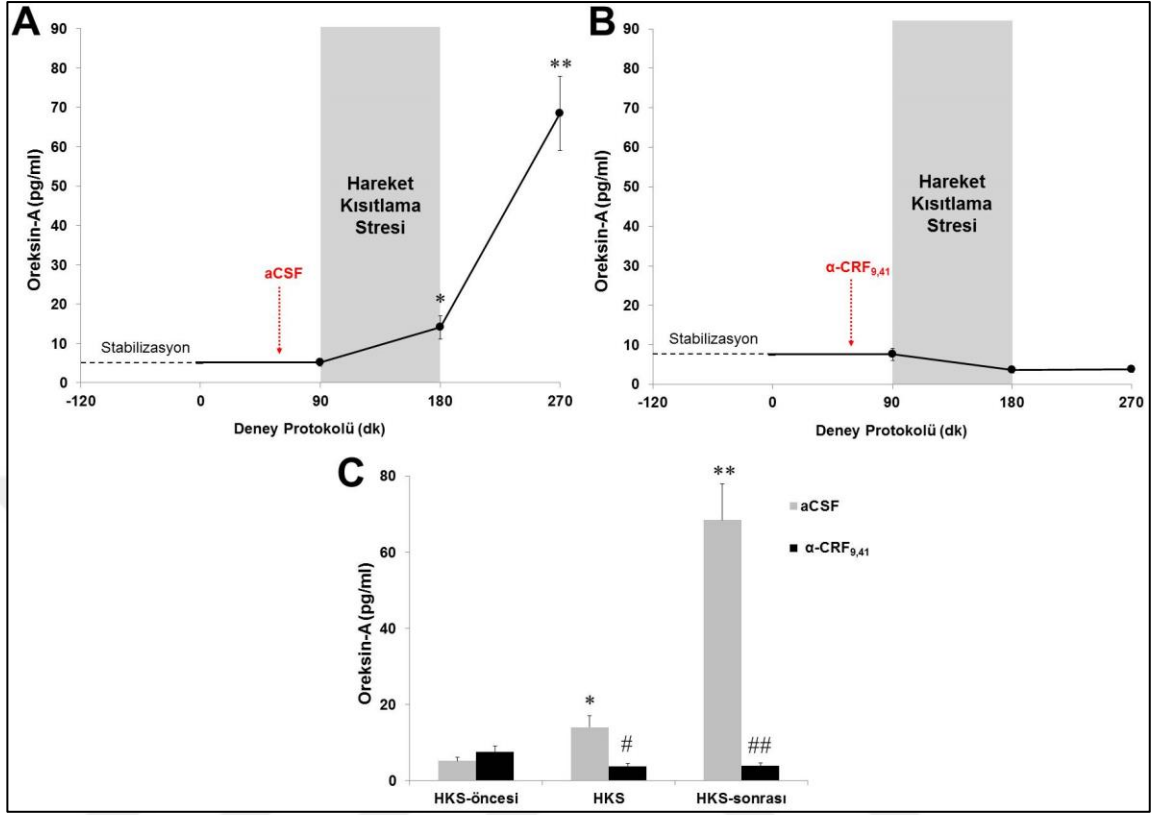 A
90
80
70
60
50
40
30
20
10
0
Oreksin-A (pg/ml)
**
*
Hareket
Kısıtlama
Stresi
aCSF
Stabilizasyon
-120
0
90
180
270
Deney Protokolü (dk)
B
90
80
70
60
50
40
30
20
10
0
Oreksin-A (pg/ml)
Hareket
Kısıtlama
Stresi
α-CRF9,41
Stabilizasyon
-120
0
90
180
270
Deney Protokolü (dk)
C
80
60
40
20
0
Oreksin-A (pg/ml)
*
#
**
##
aCSF
α-CRF9,41
HKS-öncesi
HKS
HKS-sonrası